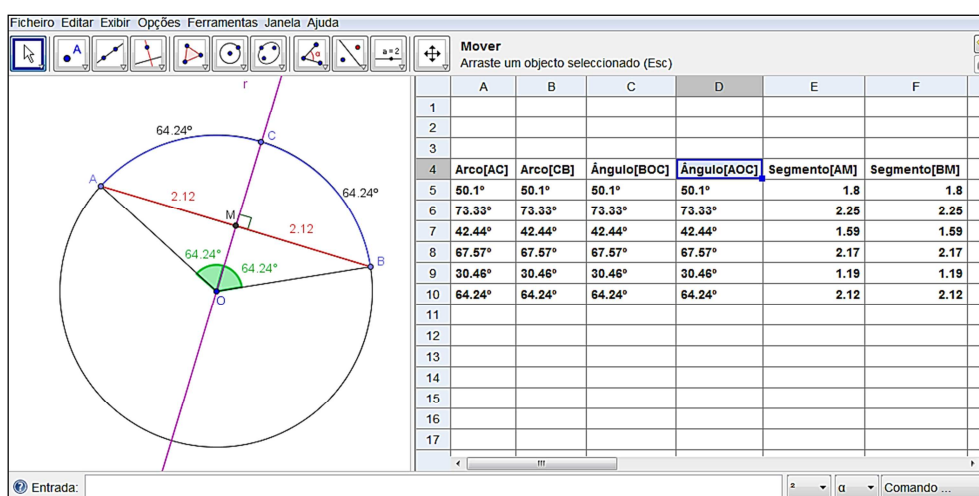 Ficheiro Editar Exibir Opções Ferramentas Janela Ajuda
A
α
a = 2
Mover
Arraste um objecto seleccionado (Esc)
r
64.24º
C
A
2.12
64.24º
M
2.12
64.24º
64.24º
B
O
A B C D E F
1
2
3
4 Arco[AC] Arco[CB] Ângulo[BOC] Ângulo[AOC] Segmento[AM] Segmento[BM]
5 50.1º 50.1º 50.1º 50.1º 1.8 1.8
6 73.33º 73.33º 73.33º 73.33º 2.25 2.25
7 42.44º 42.44º 42.44º 42.44º 1.59 1.59
8 67.57º 67.57º 67.57º 67.57º 2.17 2.17
9 30.46º 30.46º 30.46º 30.46º 1.19 1.19
10 64.24º 64.24º 64.24º 64.24º 2.12 2.12
11
12
13
14
15
16
17
Entrada: ² α Comando ...